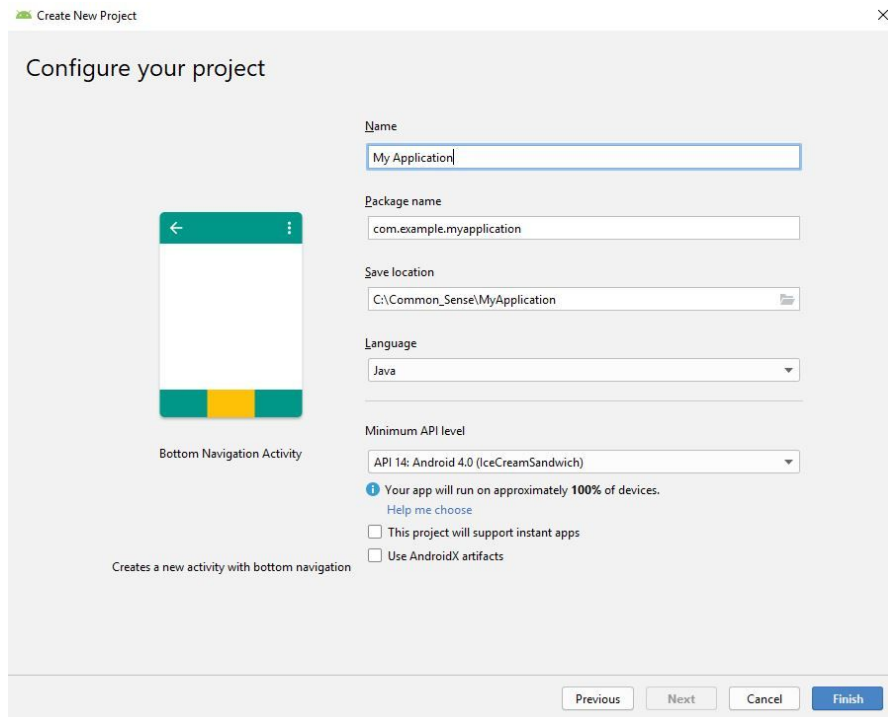 Create New Project
Configure your project
Name
My Application
Package name
com.example.myapplication
Save location
C:\Common_Sense\MyApplication
Language
Java
Bottom Navigation Activity
Minimum API level
API 14: Android 4.0 (IceCreamSandwich)
Your app will run on approximately 100% of devices.
Help me choose
This project will support instant apps
Use AndroidX artifacts
Creates a new activity with bottom navigation
Previous
Next
Cancel
Finish